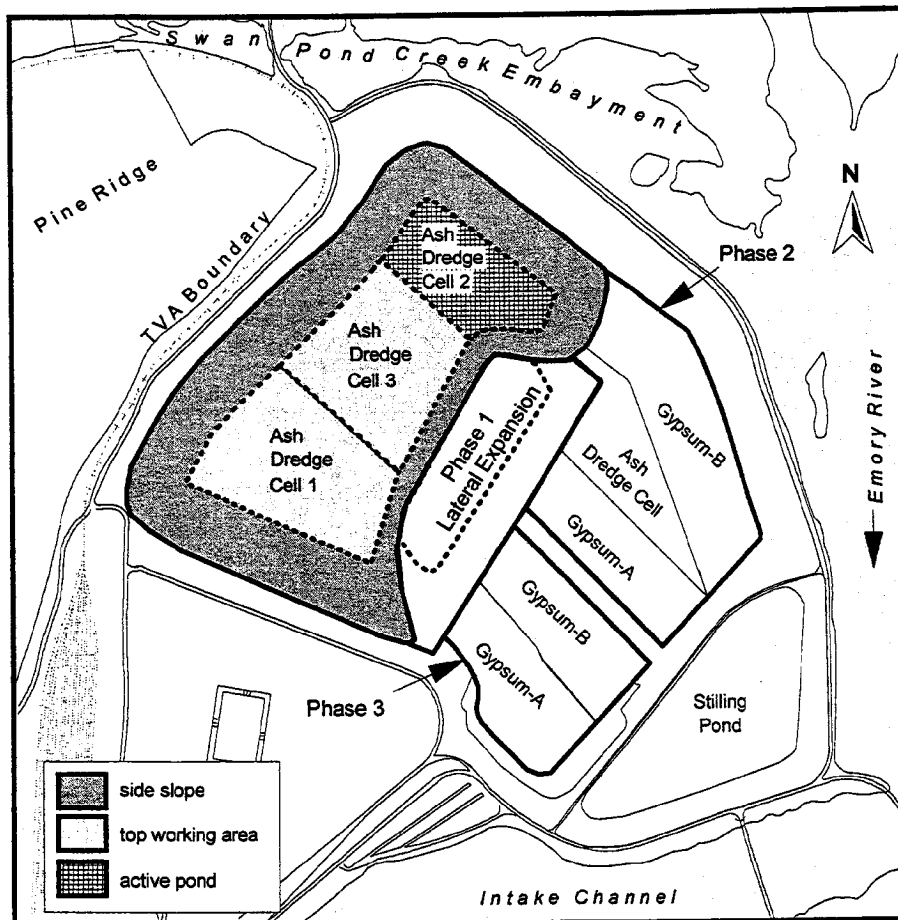 Swan Pond Creek Embayment
Pine Ridge
TVA Boundary
N
Phase 2
Emory River
Ash
Dredge
Cell 2
Ash
Dredge
Cell 3
Ash
Dredge
Cell 1
Phase 1
Lateral Expansion
Gypsum-B
Ash
Dredge Cell
Gypsum-A
Gypsum-B
Gypsum-A
Phase 3
Stilling
Pond
side slope
top working area
active pond
Intake Channel